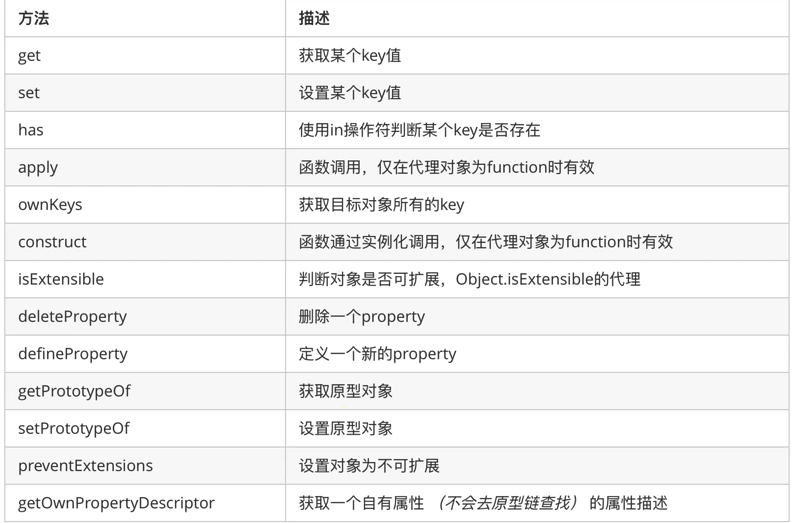 方法 描述
get 获取某个key值
set 设置某个key值
has 使用in操作符判断某个key是否存在
apply 函数调用，仅在代理对象为function时有效
ownKeys 获取目标对象所有的key
construct 函数通过实例化调用，仅在代理对象为function时有效
isExtensible 判断对象是否可扩展，Object.isExtensible的代理
deleteProperty 删除一个property
defineProperty 定义一个新的property
getPrototypeOf 获取原型对象
setPrototypeOf 设置原型对象
preventExtensions 设置对象为不可扩展
getOwnPropertyDescriptor 获取一个自有属性 （不会去原型链查找） 的属性描述